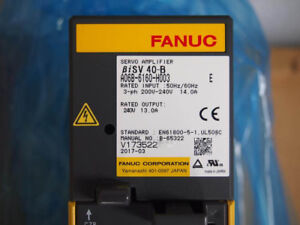 FANUC
SERVO AMPLIFIER
βiSV 40-B
A06B-6160-H003 E
RATED INPUT: 50Hz/60Hz
3-ph 200V-240V 14.0A
RATED OUTPUT:
240V 13.0A
STANDARD: EN61800-5-1,UL508C
MANUAL NO.: B-65322
V173522
2017-03
FANUC CORPORATION
Yamanashi 401-0597 JAPAN